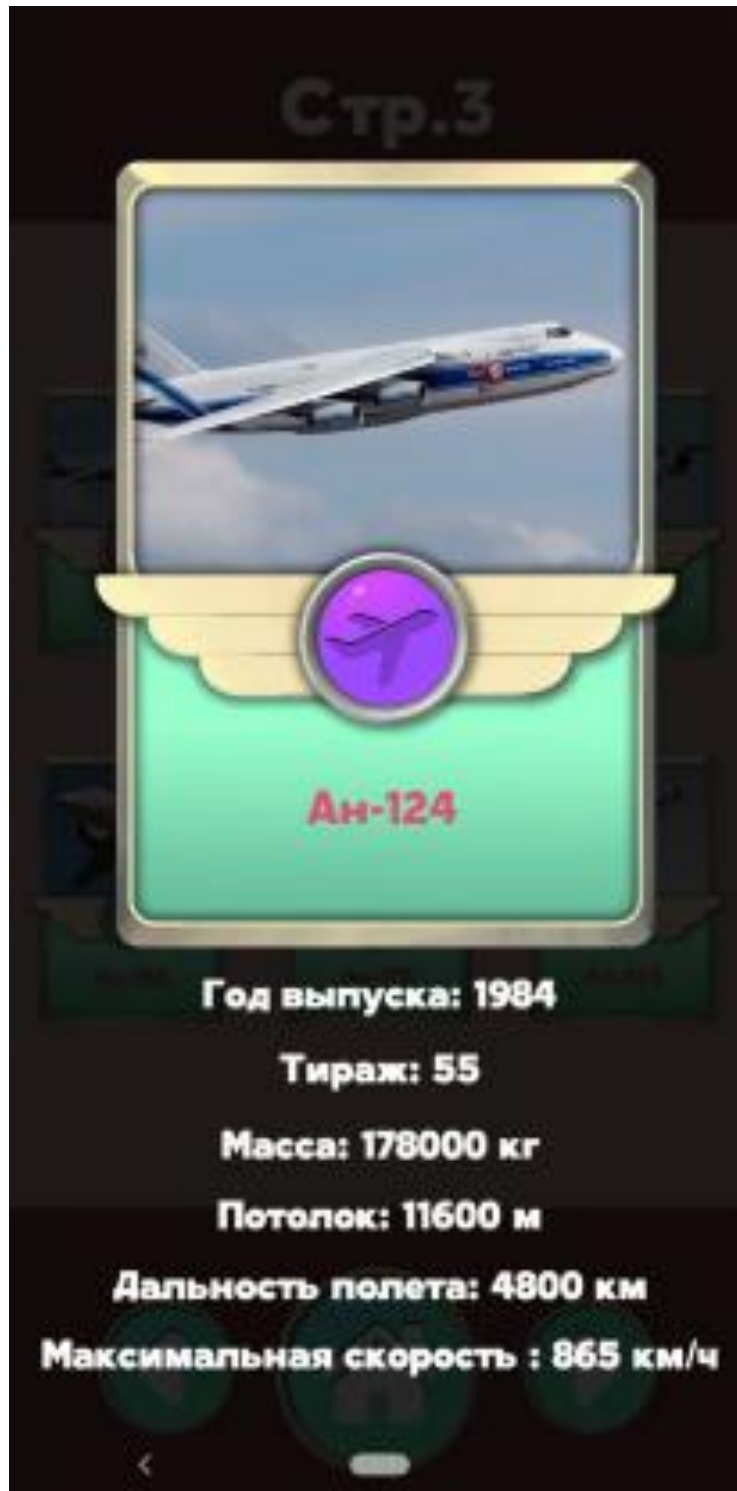 Стр.3
Ан-124
Год выпуска: 1984
Тираж: 55
Масса: 178000 кг
Потолок: 11600 м
Дальность полета: 4800 км
Максимальная скорость : 865 км/ч